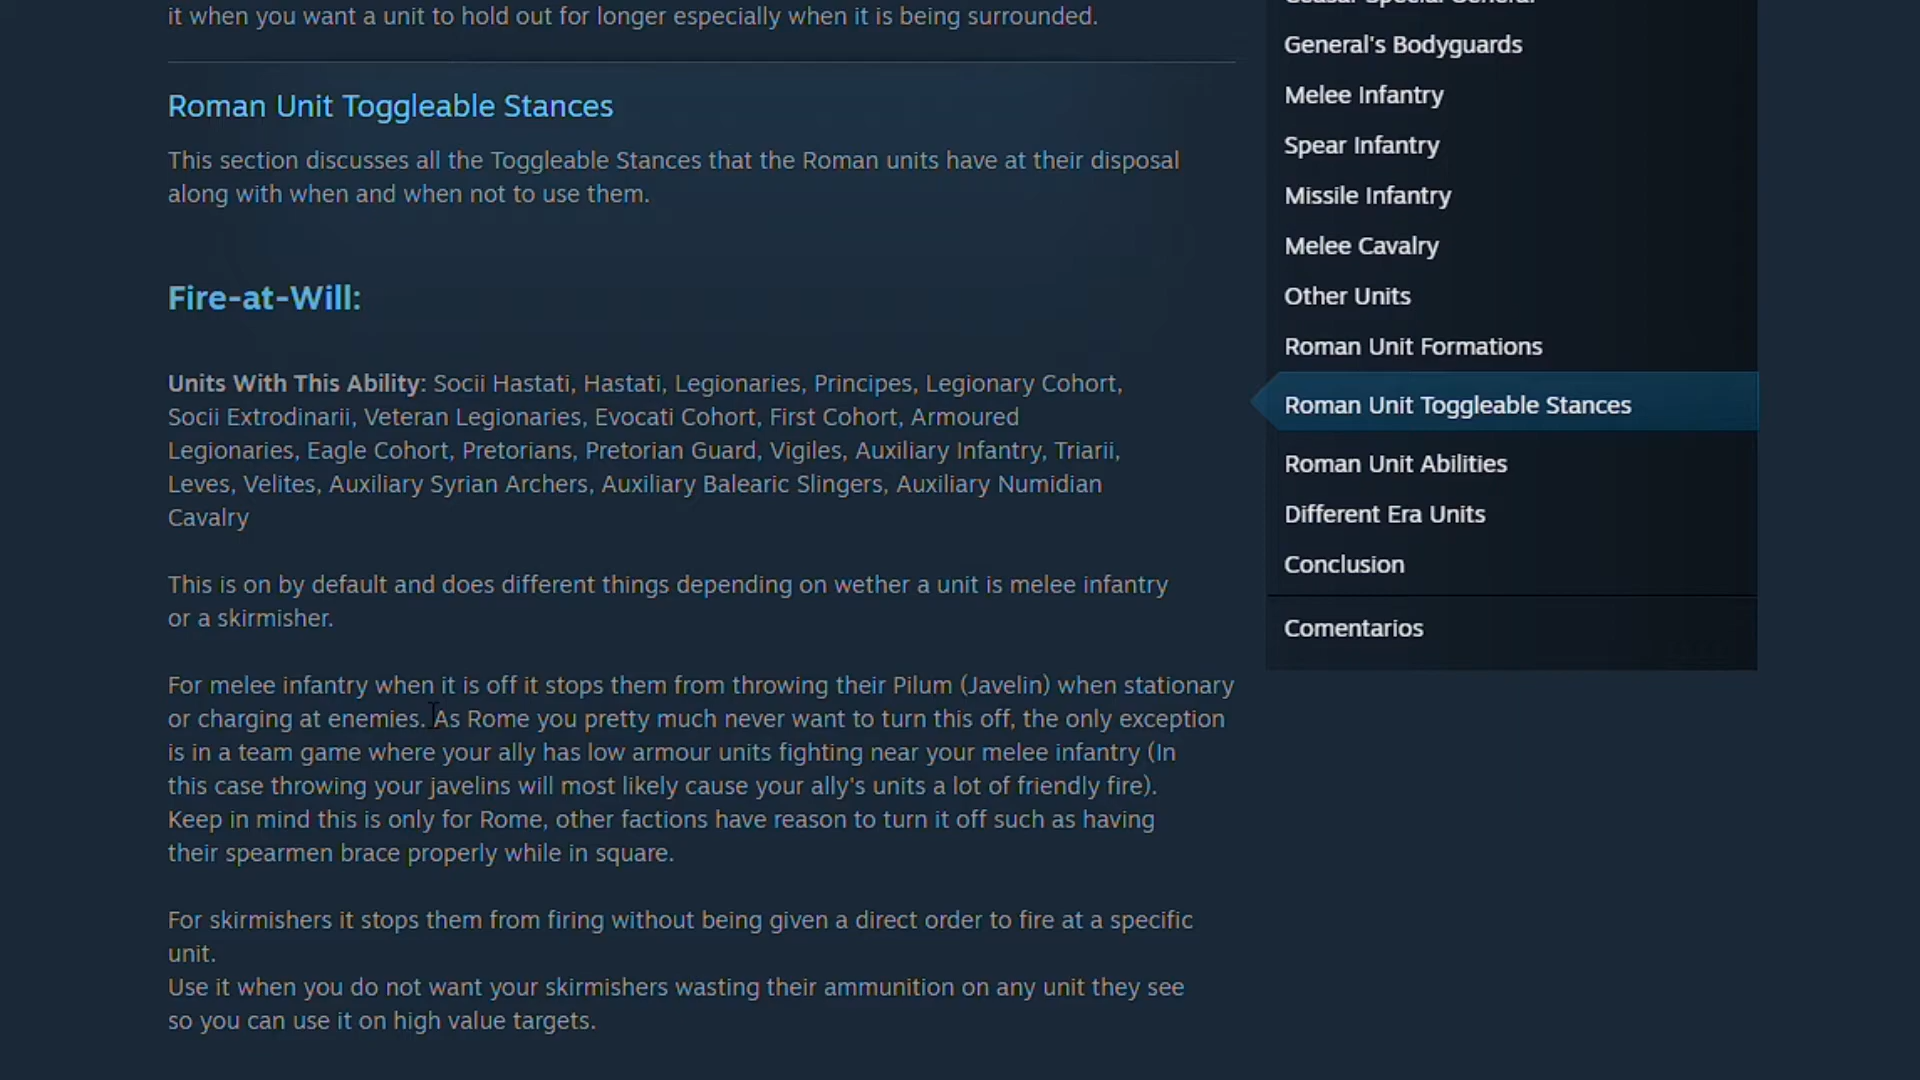 it when you want a unit to hold out for longer especially when it is being surrounded.
Roman Unit Toggleable Stances
This section discusses all the Toggleable Stances that the Roman units have at their disposal
along with when and when not to use them.
Fire-at-Will:
Units With This Ability: Socii Hastati, Hastati, Legionaries, Principes, Legionary Cohort,
Socii Extrodinarii, Veteran Legionaries, Evocati Cohort, First Cohort, Armoured
Legionaries, Eagle Cohort, Pretorians, Pretorian Guard, Vigiles, Auxiliary Infantry, Triarii,
Leves, Velites, Auxiliary Syrian Archers, Auxiliary Balearic Slingers, Auxiliary Numidian
Cavalry
This is on by default and does different things depending on wether a unit is melee infantry
or a skirmisher.
For melee infantry when it is off it stops them from throwing their Pilum (Javelin) when stationary
or charging at enemies. As Rome you pretty much never want to turn this off, the only exception
is in a team game where your ally has low armour units fighting near your melee infantry (In
this case throwing your javelins will most likely cause your ally's units a lot of friendly fire).
Keep in mind this is only for Rome, other factions have reason to turn it off such as having
their spearmen brace properly while in square.
For skirmishers it stops them from firing without being given a direct order to fire at a specific
unit.
Use it when you do not want your skirmishers wasting their ammunition on any unit they see
so you can use it on high value targets.
General's Bodyguards
Melee Infantry
Spear Infantry
Missile Infantry
Melee Cavalry
Other Units
Roman Unit Formations
Roman Unit Toggleable Stances
Roman Unit Abilities
Different Era Units
Conclusion
Comentarios